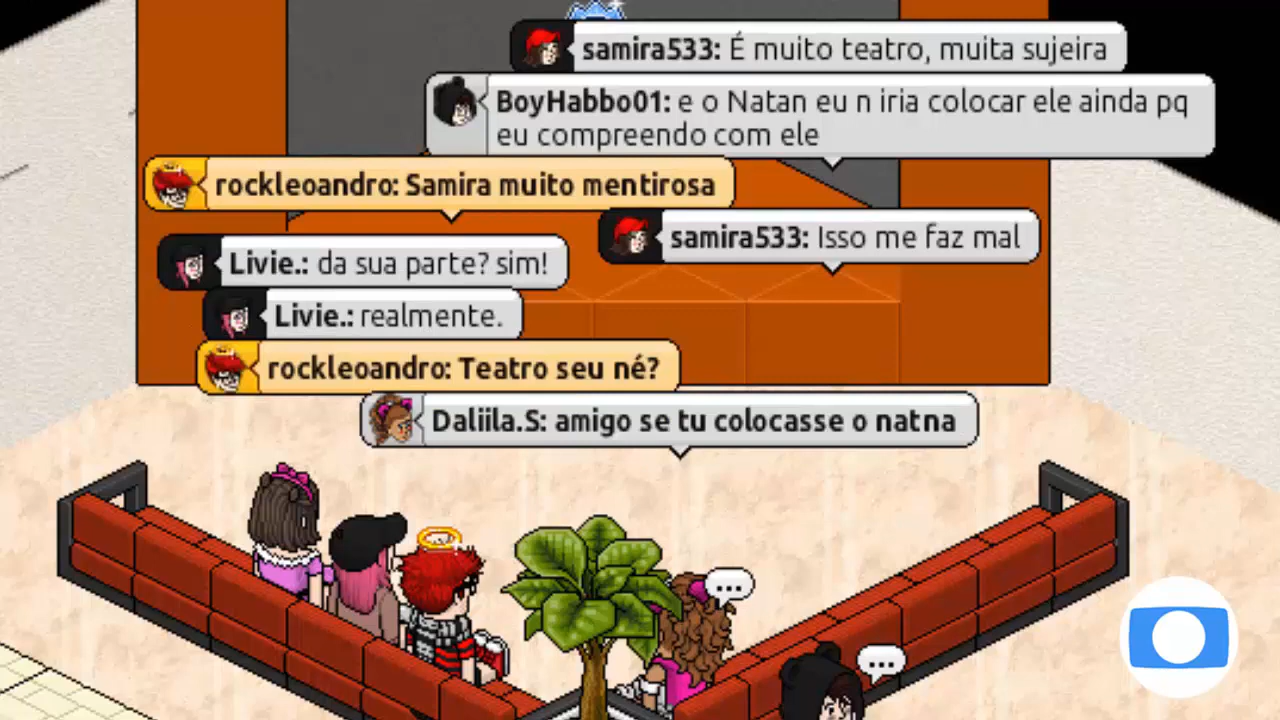 samira533: É muito teatro, muita sujeira
BoyHabbo01: e o Natan eu n iria colocar ele ainda pq
eu compreendo com ele
rockleoandro: Samira muito mentirosa
samira533: Isso me faz mal
Livie.: da sua parte? sim!
Livie.: realmente.
rockleoandro: Teatro seu né?
Daliila.S: amigo se tu colocasse o natna